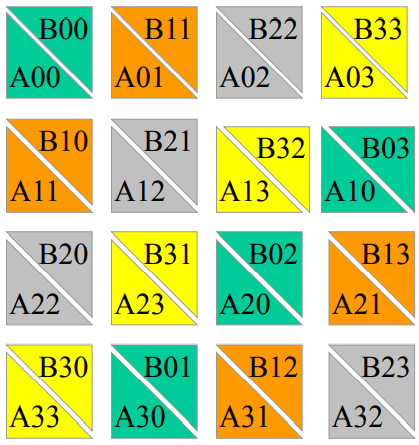 B00 B11 B22 B33
A00 A01 A02 A03
B10 B21 B32 B03
A11 A12 A13 A10
B20 B31 B02 B13
A22 A23 A20 A21
B30 B01 B12 B23
A33 A30 A31 A32